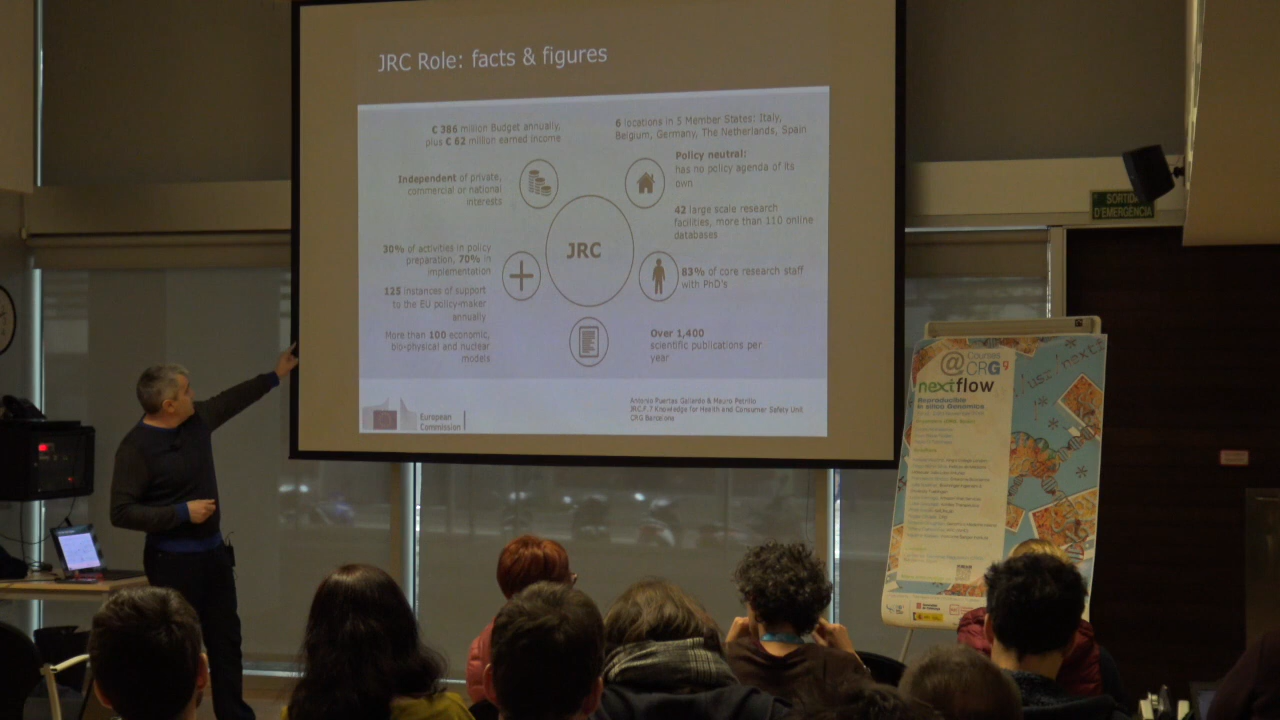 JRC Role: facts & figures
€ 386 million Budget annually,
plus € 62 million earned income
6 locations in 5 Member States: Italy,
Belgium, Germany, The Netherlands, Spain
Independent of private,
commercial or national
interests
Policy neutral:
has no policy agenda of its
own
42 large scale research
facilities, more than 110 online
databases
30% of activities in policy
preparation, 70% in
implementation
JRC
83% of core research staff
with PhD's
125 instances of support
to the EU policy-maker
annually
More than 100 economic,
bio-physical and nuclear
models
Over 1,400
scientific publications per
year
European
Commission
Antonio Puertas Gallardo & Mauro Petrillo
JRC.F.7 Knowledge for Health and Consumer Safety Unit
CRG Barcelona
SORTIDA
D'EMERGÈNCIA
Courses
@CRG
nextflow
Reproducible
in silico Genomics